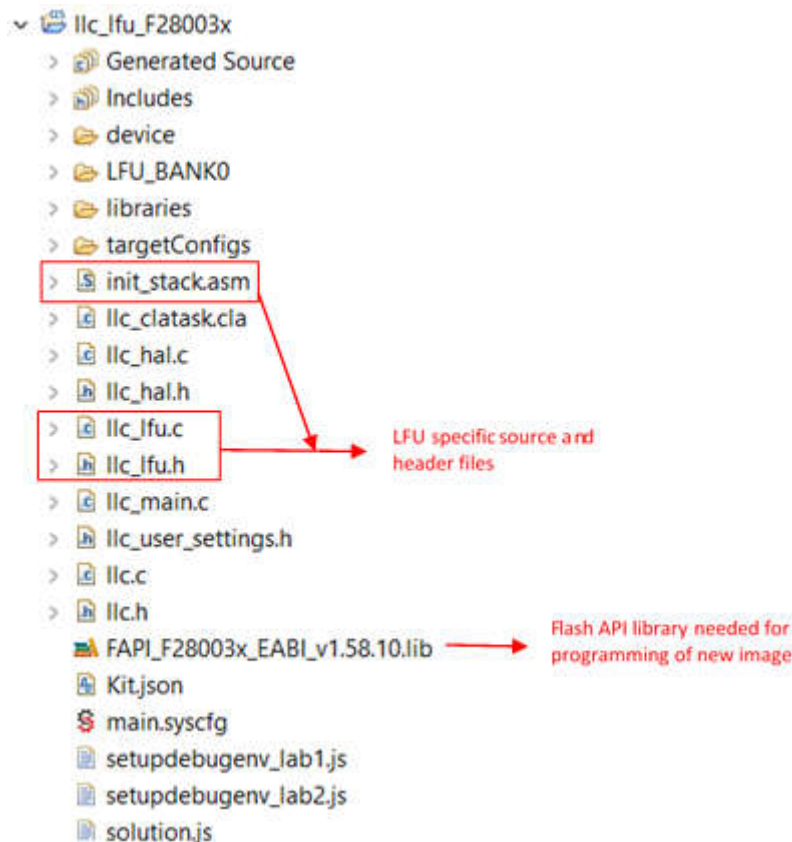 llc_lfu_F28003x
Generated Source
Includes
device
LFU_BANK0
libraries
targetConfigs
init_stack.asm
llc_clatask.cla
llc_hal.c
llc_hal.h
llc_lfu.c
llc_lfu.h
LFU specific source and
header files
llc_main.c
llc_user_settings.h
llc.c
llc.h
FAPI_F28003x_EABI_v1.58.10.lib
Flash API library needed for
programming of new image
Kit.json
main.syscfg
setupdebugenv_lab1.js
setupdebugenv_lab2.js
solution.js